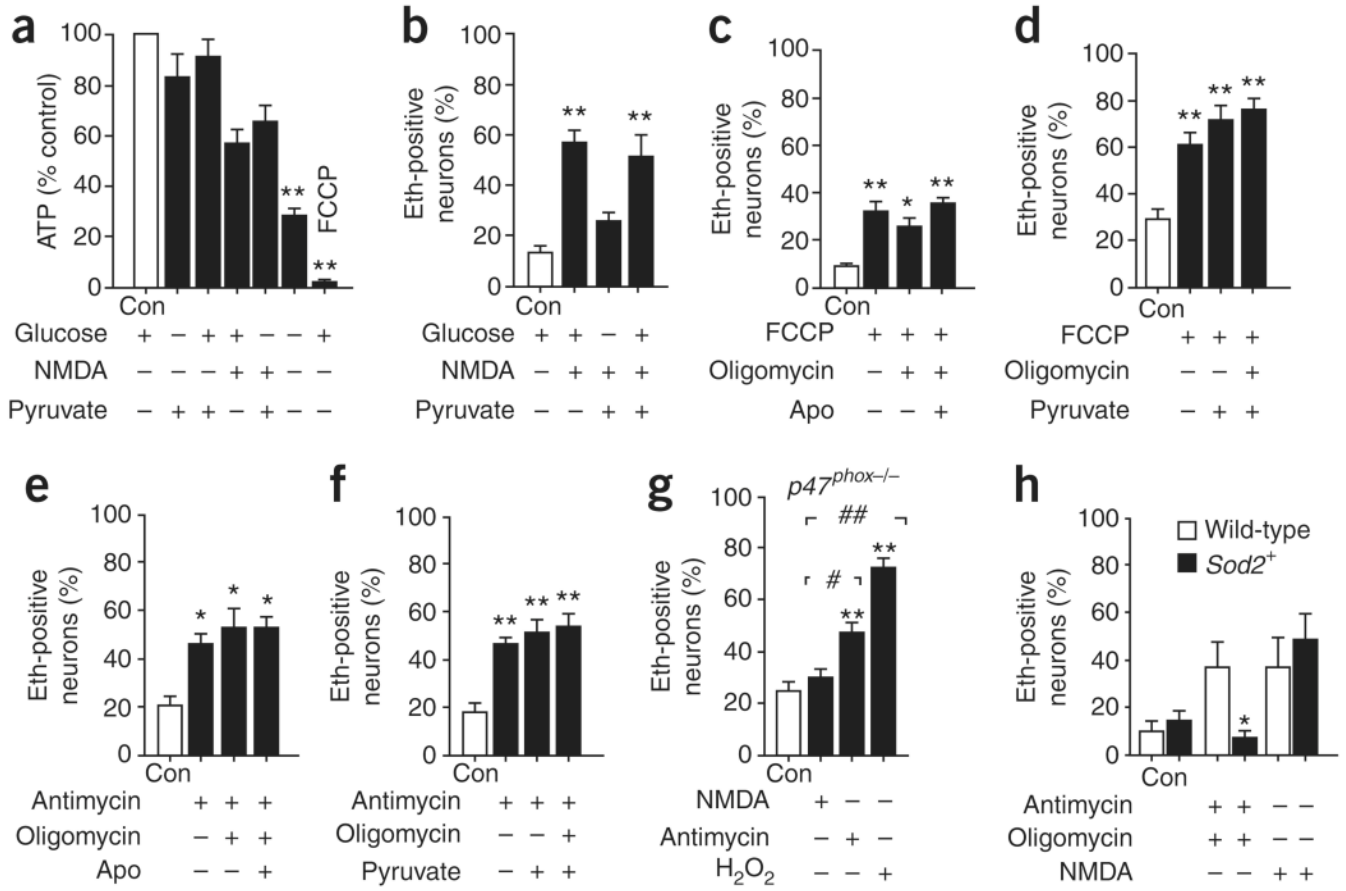 a
ATP (% control)
100
80
60
40
20
0
**
**
FCCP
Con
Glucose + – + + – – +
NMDA – – – + + – –
Pyruvate – + + – + – –
b
Eth-positive
neurons (%)
100
80
60
40
20
0
**
**
Con
Glucose + + – +
NMDA – + + +
Pyruvate – – + +
c
Eth-positive
neurons (%)
100
80
60
40
20
0
**
*
**
Con
FCCP + + +
Oligomycin – + +
Apo – – +
d
Eth-positive
neurons (%)
100
80
60
40
20
0
**
**
**
Con
FCCP + + +
Oligomycin – – +
Pyruvate – + +
e
Eth-positive
neurons (%)
100
80
60
40
20
0
*
*
*
Con
Antimycin + + +
Oligomycin – + +
Apo – – +
f
Eth-positive
neurons (%)
100
80
60
40
20
0
**
**
**
Con
Antimycin + + +
Oligomycin – – +
Pyruvate – + +
g
p47phox–/–
Eth-positive
neurons (%)
100
80
60
40
20
0
##
#
**
**
Con
NMDA + – –
Antimycin – + –
H2O2 – – +
h
Eth-positive
neurons (%)
100
80
60
40
20
0
Wild-type
Sod2+
*
Con
Antimycin + + – –
Oligomycin + + – –
NMDA – – + +